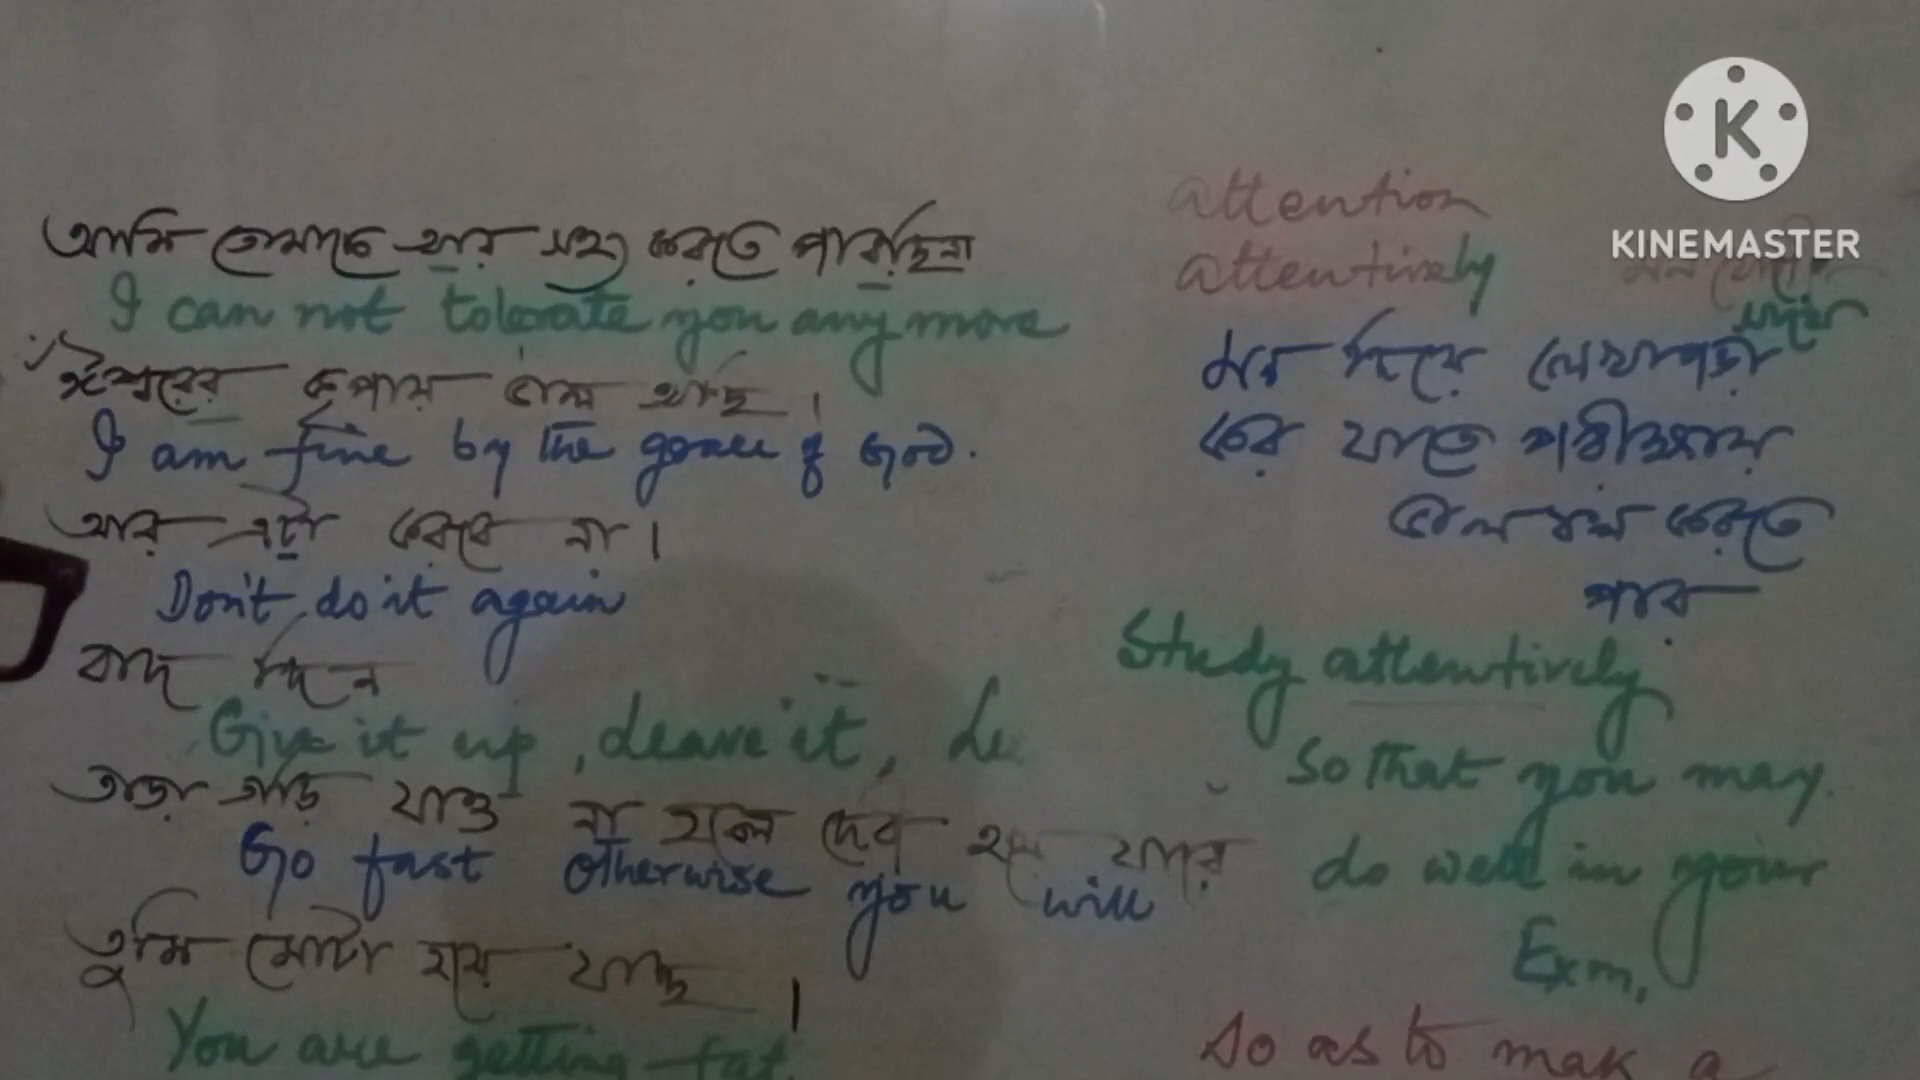 আমি তোমাকে আর সহ্য করতে পারছিনা
I can not tolerate you any more
ঈশ্বরের কৃপায় ভাল আছি।
I am fine by the grace of God.
আর এটা করবে না।
Don't do it again
বাদ দিন
Give it up, leave it, Le
তাড়া তাড়ি যাও না হলে দেরি হয়ে যাবে
Go fast otherwise you will
তুমি মোটা হয়ে যাচ্ছ।
You are getting fat.
attention
attentively
মন দিয়ে লেখাপড়া
কর যাতে পরীক্ষায়
ভাল ফল করতে
পার
Study attentively
So that you may
do well in your
Exm,
So as to mak a
KINEMASTER